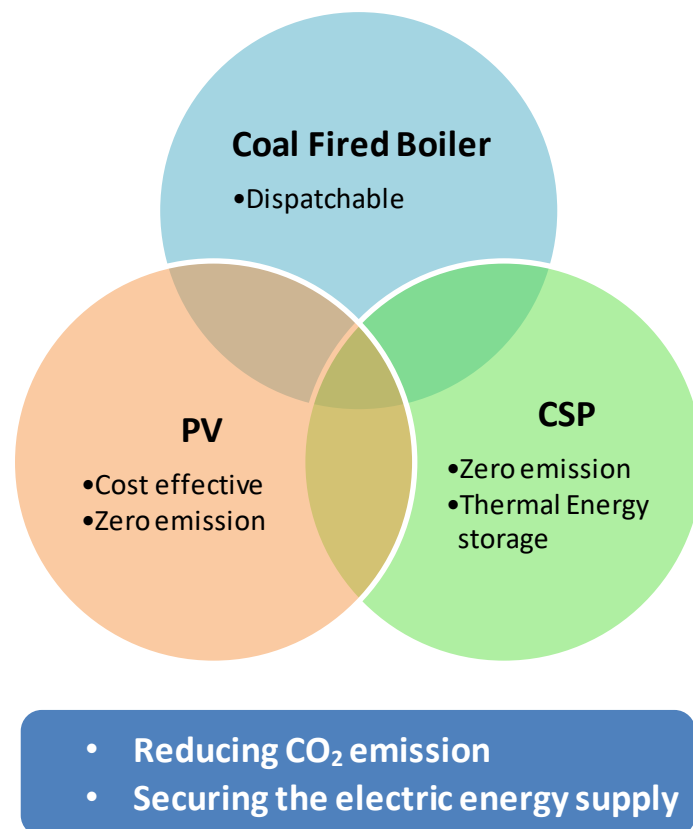 Coal Fired Boiler
•Dispatchable
PV
•Cost effective
•Zero emission
CSP
•Zero emission
•Thermal Energy
storage
• Reducing CO₂ emission
• Securing the electric energy supply